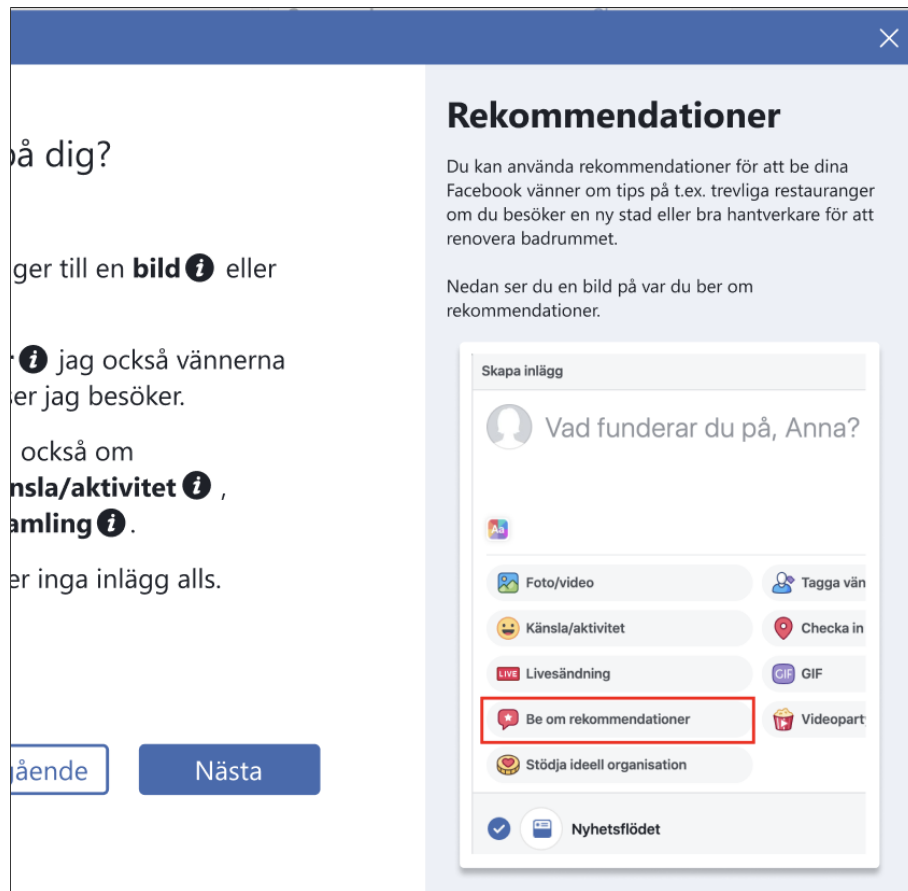 på dig?
ger till en bild i eller
i jag också vännerna
ser jag besöker.
också om
nsla/aktivitet i ,
amling i .
er inga inlägg alls.
gående
Nästa
Rekommendationer
Du kan använda rekommendationer för att be dina
Facebook vänner om tips på t.ex. trevliga restauranger
om du besöker en ny stad eller bra hantverkare för att
renovera badrummet.
Nedan ser du en bild på var du ber om
rekommendationer.
Skapa inlägg
Vad funderar du på, Anna?
Aa
Foto/video
Tagga vän
Känsla/aktivitet
Checka in
LIVE Livesändning
GIF GIF
Be om rekommendationer
Videopart
Stödja ideell organisation
Nyhetsflödet